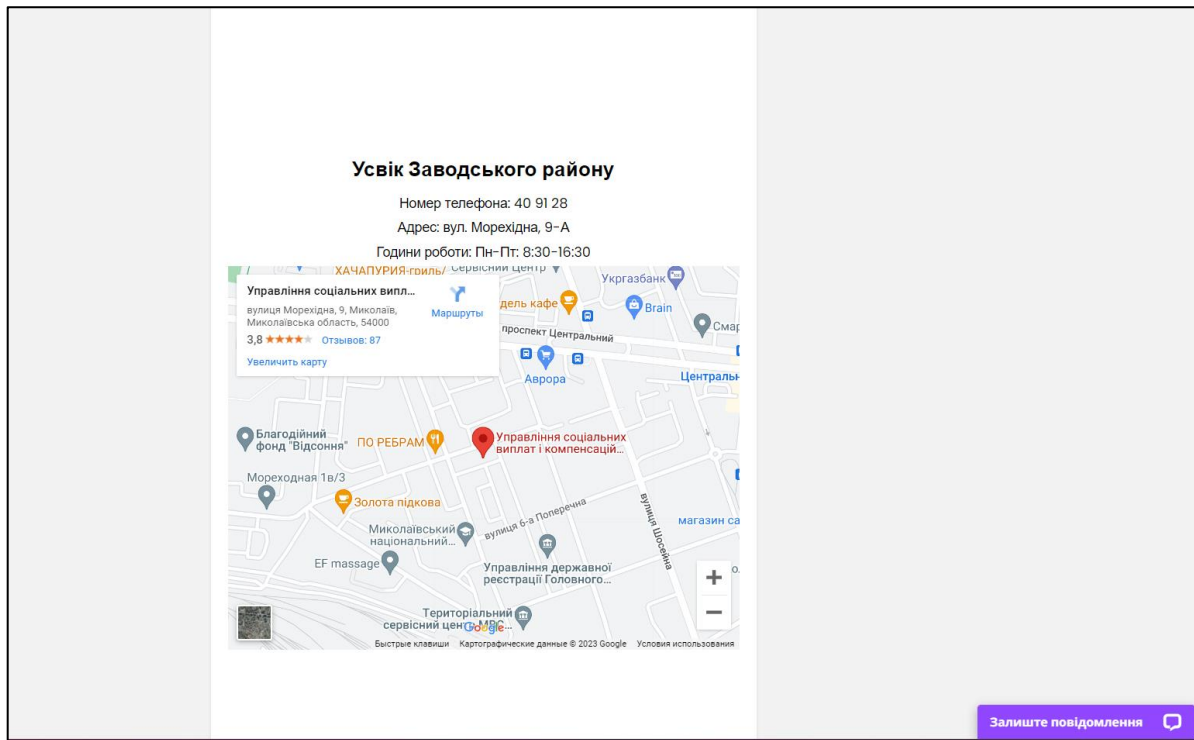 Усвік Заводського району
Номер телефона: 40 91 28
Адрес: вул. Морехідна, 9-А
Години роботи: Пн-Пт: 8:30-16:30
ХАЧАПУРИЯ-гриль/
Сервісний Центр
Укргазбанк
Управління соціальних випл...
вулиця Морехідна, 9, Миколаїв,
Миколаївська область, 54000
3,8
Отзывов: 87
Увеличить карту
Маршруты
кафе
Brain
проспект Центральний
Аврора
Благодійний
фонд "Відсоння"
ПО РЕБРАМ
Управління соціальних
виплат і компенсацій...
Мореходная 1в/3
Золота підкова
вулиця 6-а Поперечна
вулиця Шосейна
магазин
Миколаївський
національний...
EF massage
Управління державної
реєстрації Головного...
Територіальний
сервісний центр МВС...
Google
Быстрые клавиши
Картографические данные © 2023 Google
Условия использования
Залиште повідомлення